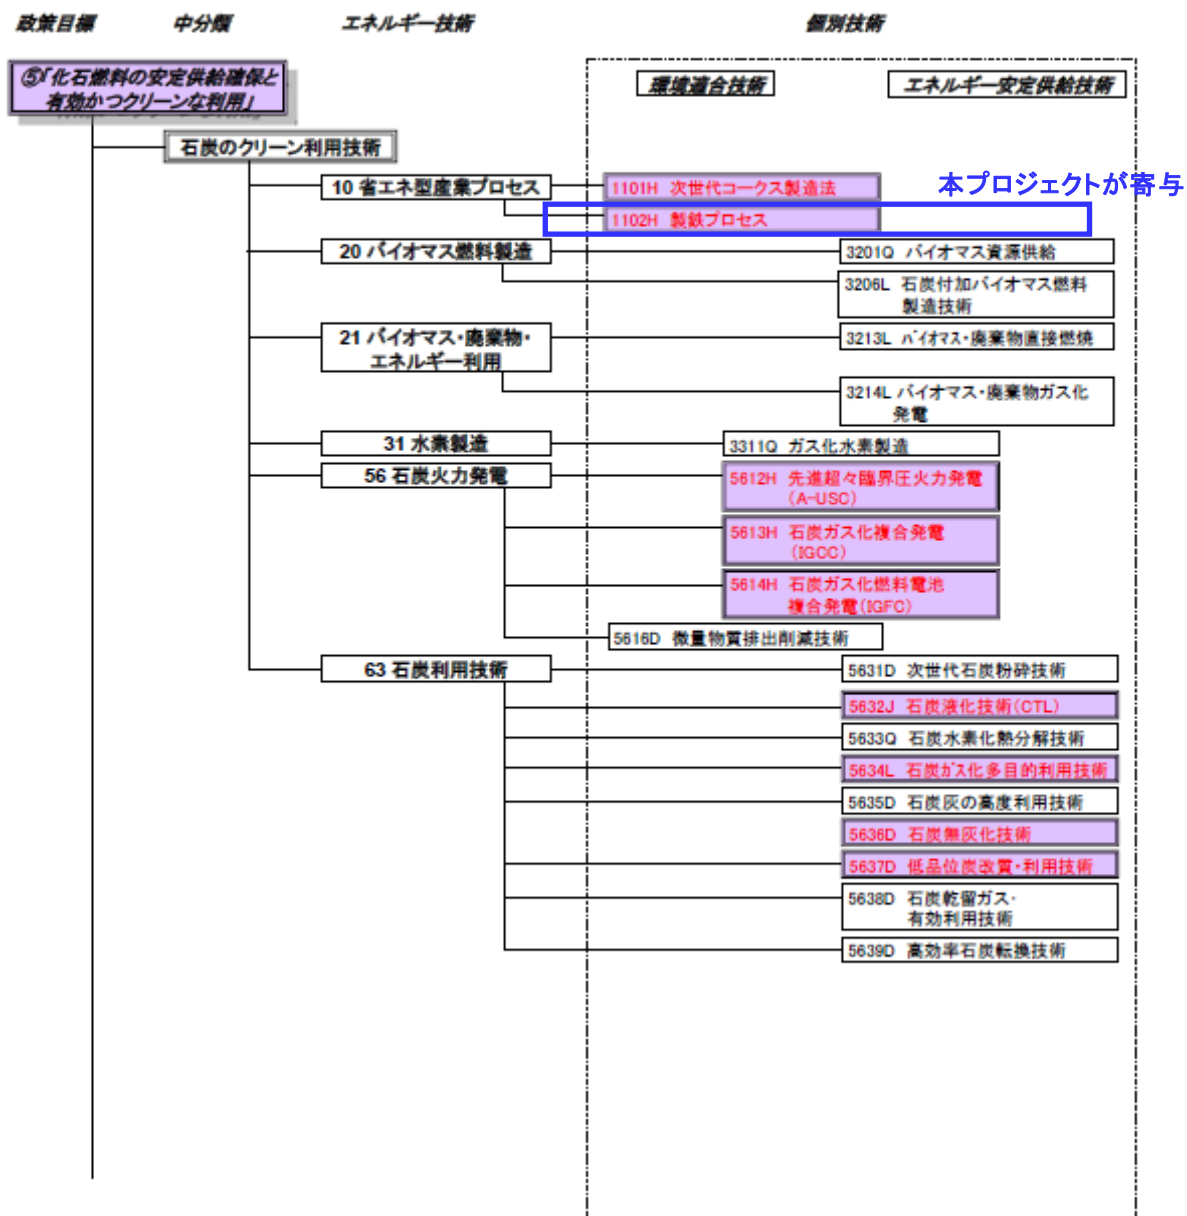 政策目標 中分類 エネルギー技術 個別技術
⑤「化石燃料の安定供給確保と
有効かつクリーンな利用」
環境適合技術 エネルギー安定供給技術
石炭のクリーン利用技術
10 省エネ型産業プロセス
1101H 次世代コークス製造法
本プロジェクトが寄与
1102H 製鉄プロセス
20 バイオマス燃料製造
3201Q バイオマス資源供給
3206L 石炭付加バイオマス燃料
製造技術
21 バイオマス・廃棄物・
エネルギー利用
3213L バイオマス・廃棄物直接燃焼
3214L バイオマス・廃棄物ガス化
発電
31 水素製造
3311Q ガス化水素製造
56 石炭火力発電
5612H 先進超々臨界圧火力発電
(A-USC)
5613H 石炭ガス化複合発電
(IGCC)
5614H 石炭ガス化燃料電池
複合発電(IGFC)
5616D 微量物質排出削減技術
63 石炭利用技術
5631D 次世代石炭粉砕技術
5632J 石炭液化技術(CTL)
5633Q 石炭水素化熱分解技術
5634L 石炭ガス化多目的利用技術
5635D 石炭灰の高度利用技術
5636D 石炭無灰化技術
5637D 低品位炭改質・利用技術
5638D 石炭乾留ガス・
有効利用技術
5639D 高効率石炭転換技術